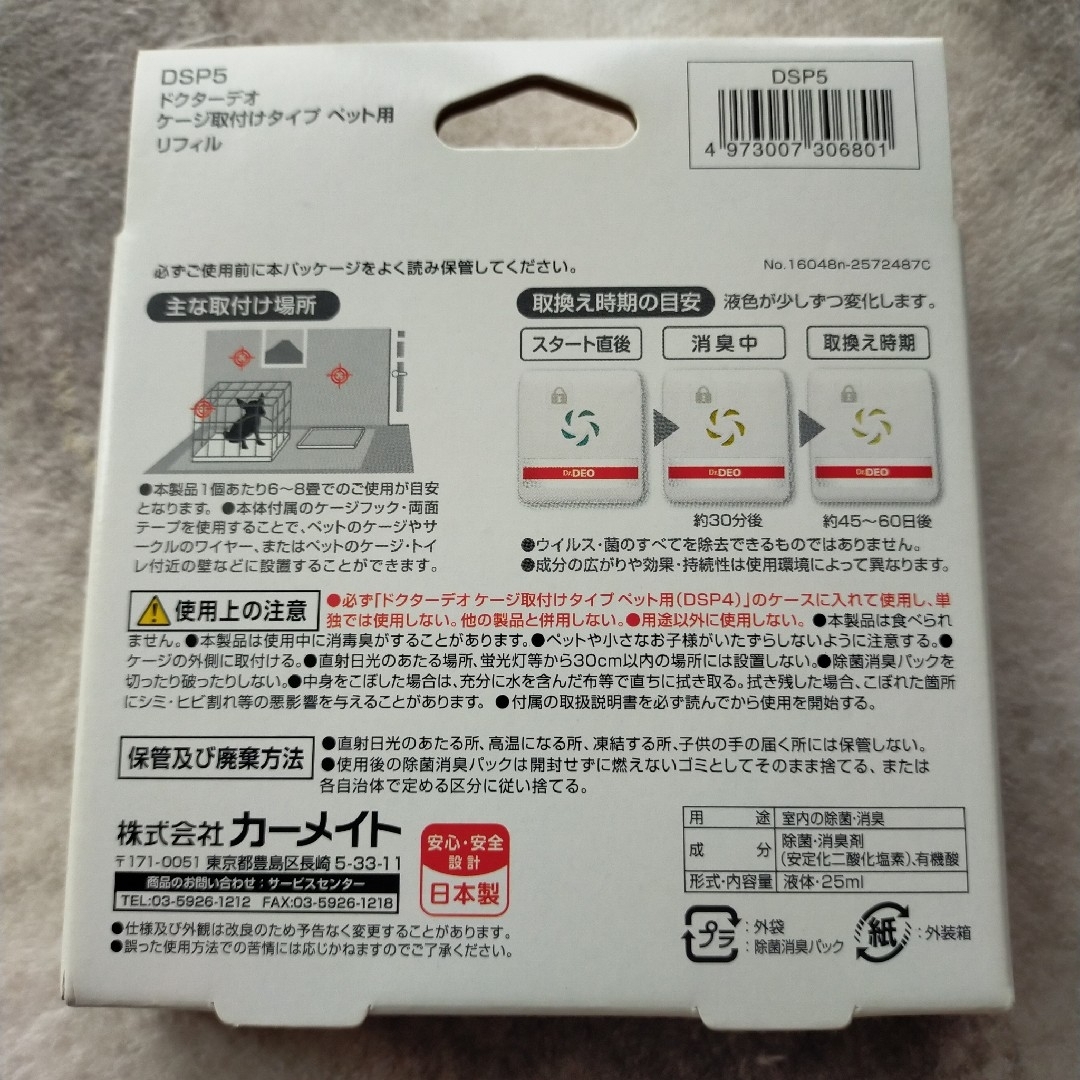 DSP5
ドクターデオ
ケージ取付けタイプ ペット用
リフィル
DSP5
4 973007 306801
必ずご使用前に本パッケージをよく読み保管してください。
No.16048n-2572487C
主な取付け場所
●本製品1個あたり6～8畳でのご使用が目安
となります。●本体付属のケージフック・両面
テープを使用することで、ペットのケージやサ
ークルのワイヤー、またはペットのケージ・トイ
レ付近の壁などに設置することができます。
取換え時期の目安 液色が少しずつ変化します。
スタート直後 消臭中 取換え時期
Dr.DEO Dr.DEO Dr.DEO
約30分後 約45～60日後
●ウイルス・菌のすべてを除去できるものではありません。
●成分の広がりや効果・持続性は使用環境によって異なります。
使用上の注意 ●必ず「ドクターデオ ケージ取付けタイプ ペット用(DSP4)」のケースに入れて使用し、単
独では使用しない。他の製品と併用しない。●用途以外に使用しない。●本製品は食べられ
ません。●本製品は使用中に消毒臭がすることがあります。●ペットや小さなお子様がいたずらしないように注意する。●
ケージの外側に取付ける。●直射日光のあたる場所、蛍光灯等から30cm以内の場所には設置しない。●除菌消臭パックを
切ったり破ったりしない。●中身をこぼした場合は、充分に水を含んだ布等で直ちに拭き取る。拭き残した場合、こぼれた箇所
にシミ・ヒビ割れ等の悪影響を与えることがあります。 ●付属の取扱説明書を必ず読んでから使用を開始する。
保管及び廃棄方法 ●直射日光のあたる所、高温になる所、凍結する所、子供の手の届く所には保管しない。
●使用後の除菌消臭パックは開封せずに燃えないゴミとしてそのまま捨てる、または
各自治体で定める区分に従い捨てる。
株式会社 カーメイト
〒171-0051 東京都豊島区長崎 5-33-11
商品のお問い合わせ：サービスセンター
TEL:03-5926-1212 FAX:03-5926-1218
安心・安全
設計
日本製
●仕様及び外観は改良のため予告なく変更することがあります。
●誤った使用方法での苦情には応じかねますのでご了承ください。
用途 室内の除菌・消臭
成分 除菌・消臭剤
(安定化二酸化塩素)、有機酸
形式・内容量 液体・25ml
プラ ：外袋
：除菌消臭パック
紙 ：外装箱